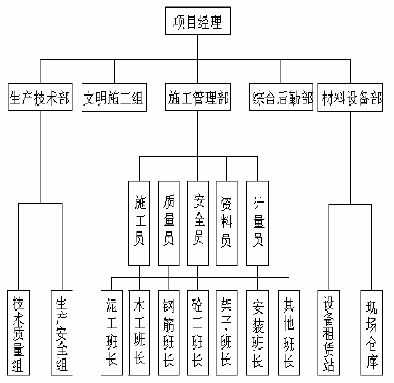 项目经理
生产技术部
文明施工组
施工管理部
综合后勤部
材料设备部
施工员
质量员
安全员
资料员
计量员
技术质量组
生产安全组
泥工班长
木工班长
钢筋班长
砼工班长
架子班长
安装班长
其他班长
设备租赁站
现场仓库